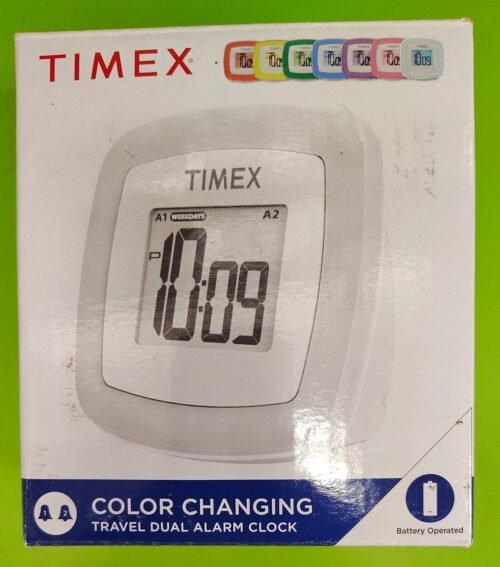 TIMEX
TIMEX
A1 WEEKDAYS A2
P 10:09
COLOR CHANGING
TRAVEL DUAL ALARM CLOCK
Battery Operated